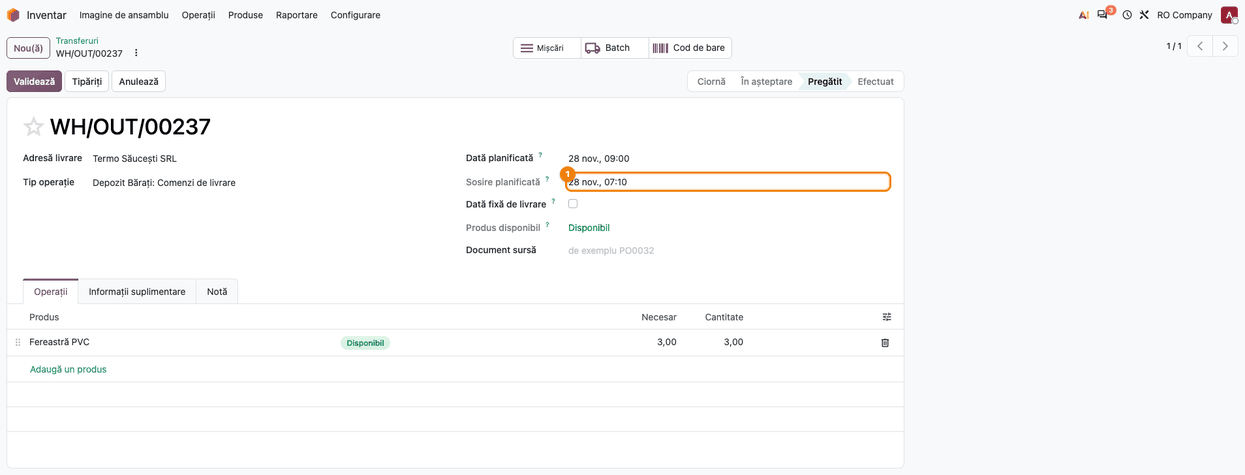 Inventar Imagine de ansamblu Operații Produse Raportare Configurare AI 3 RO Company A
Nou(ă) Transferuri
WH/OUT/00237
Mișcări Batch Cod de bare 1 / 1
Validează Tipăriți Anulează Ciornă În așteptare Pregătit Efectuat
WH/OUT/00237
Adresă livrare Termo Săucești SRL
Tip operație Depozit Bărați: Comenzi de livrare
Dată planificată ? 28 nov., 09:00
1
Sosire planificată ? 28 nov., 07:10
Dată fixă de livrare ?
Produs disponibil ? Disponibil
Document sursă de exemplu PO0032
Operații Informații suplimentare Notă
Produs Necesar Cantitate
Fereastră PVC Disponibil 3,00 3,00
Adaugă un produs